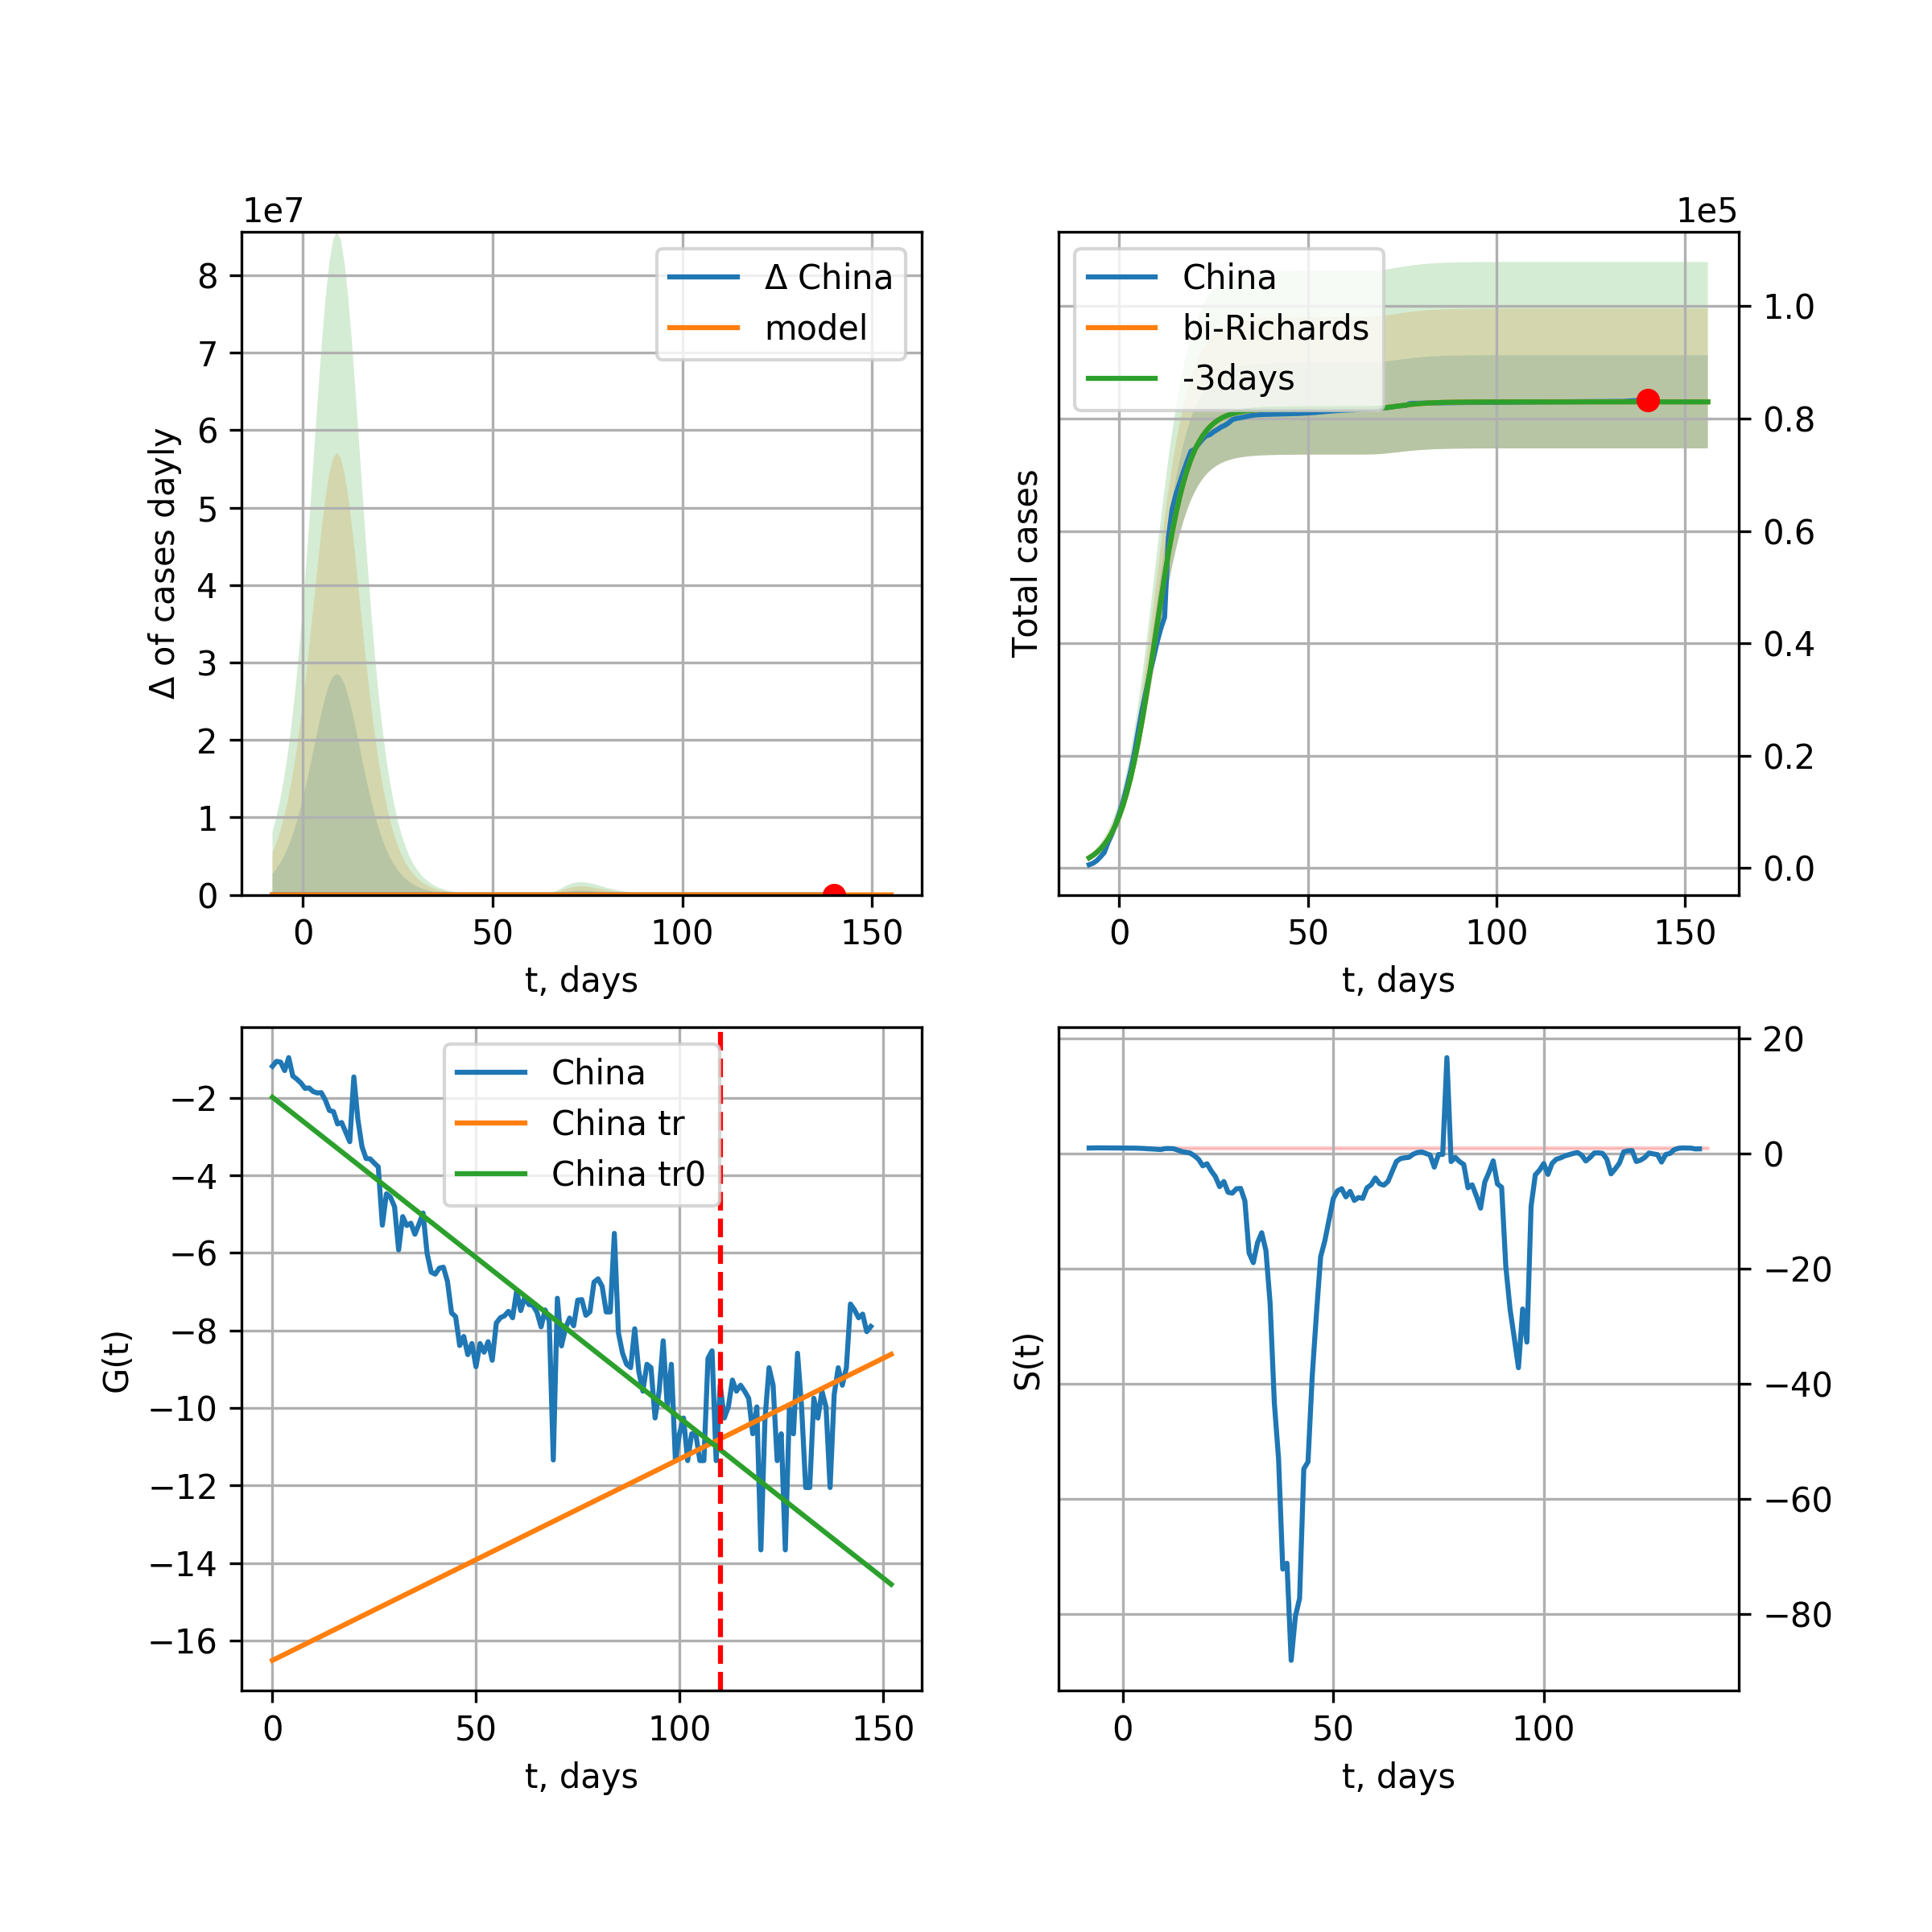 1e7
Δ of cases dayly
8
7
6
5
4
3
2
1
0
0 50 100 150
t, days
Δ China
model
1e5
Total cases
1.0
0.8
0.6
0.4
0.2
0.0
0 50 100 150
t, days
China
bi-Richards
-3days
G(t)
−2
−4
−6
−8
−10
−12
−14
−16
0 50 100 150
t, days
China
China tr
China tr0
S(t)
20
0
−20
−40
−60
−80
0 50 100
t, days